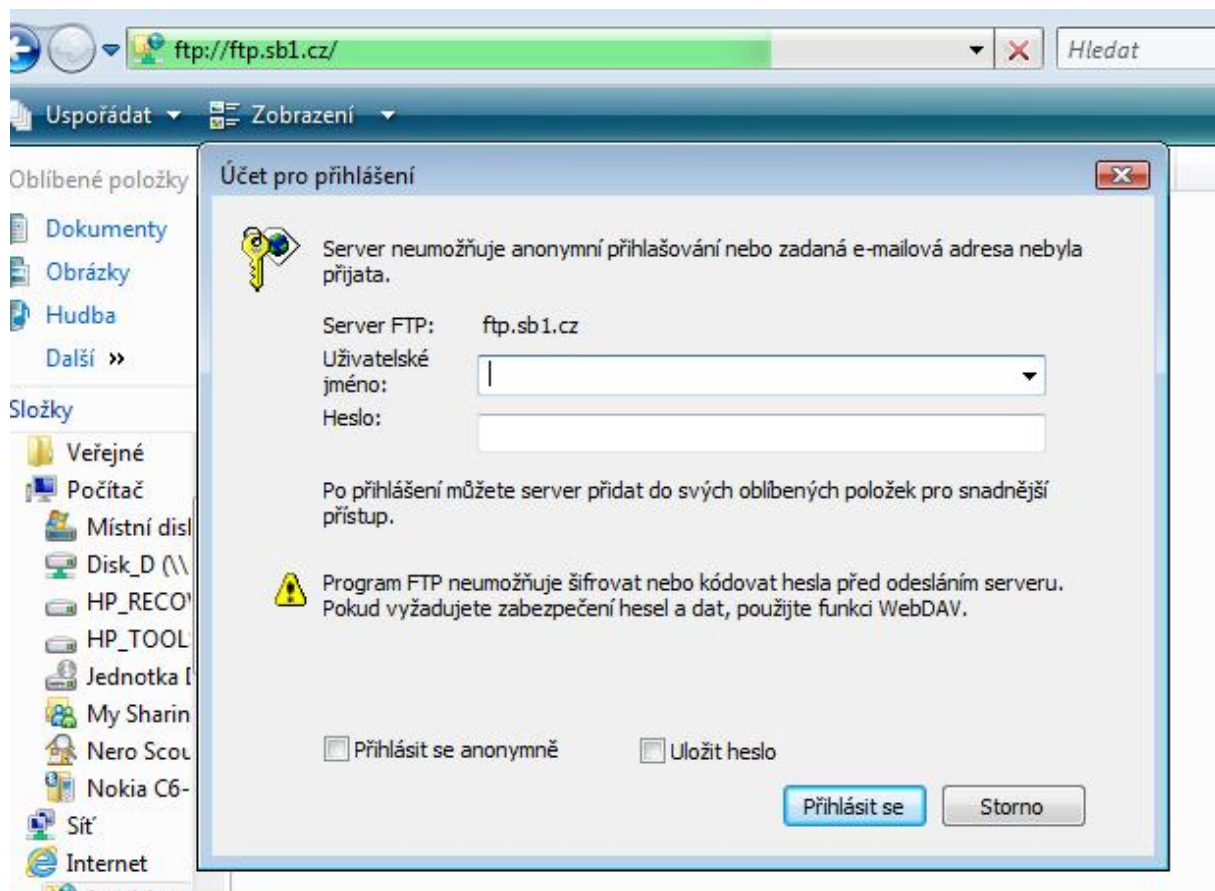 ftp://ftp.sb1.cz/
Hledat
Uspořádat
Zobrazení
Oblíbené položky
Dokumenty
Obrázky
Hudba
Další »
Složky
Veřejné
Počítač
Místní
Disk_D (\\
HP_RECO
HP_TOOL
Jednotka
My Sharin
Nero Scou
Nokia C6-
Síť
Internet
Účet pro přihlášení
Server neumožňuje anonymní přihlašování nebo zadaná e-mailová adresa nebyla
přijata.
Server FTP: ftp.sb1.cz
Uživatelské
jméno:
Heslo:
Po přihlášení můžete server přidat do svých oblíbených položek pro snadnější
přístup.
Program FTP neumožňuje šifrovat nebo kódovat hesla před odesláním serveru.
Pokud vyžadujete zabezpečení hesel a dat, použijte funkci WebDAV.
Přihlásit se anonymně Uložit heslo
Přihlásit se Storno